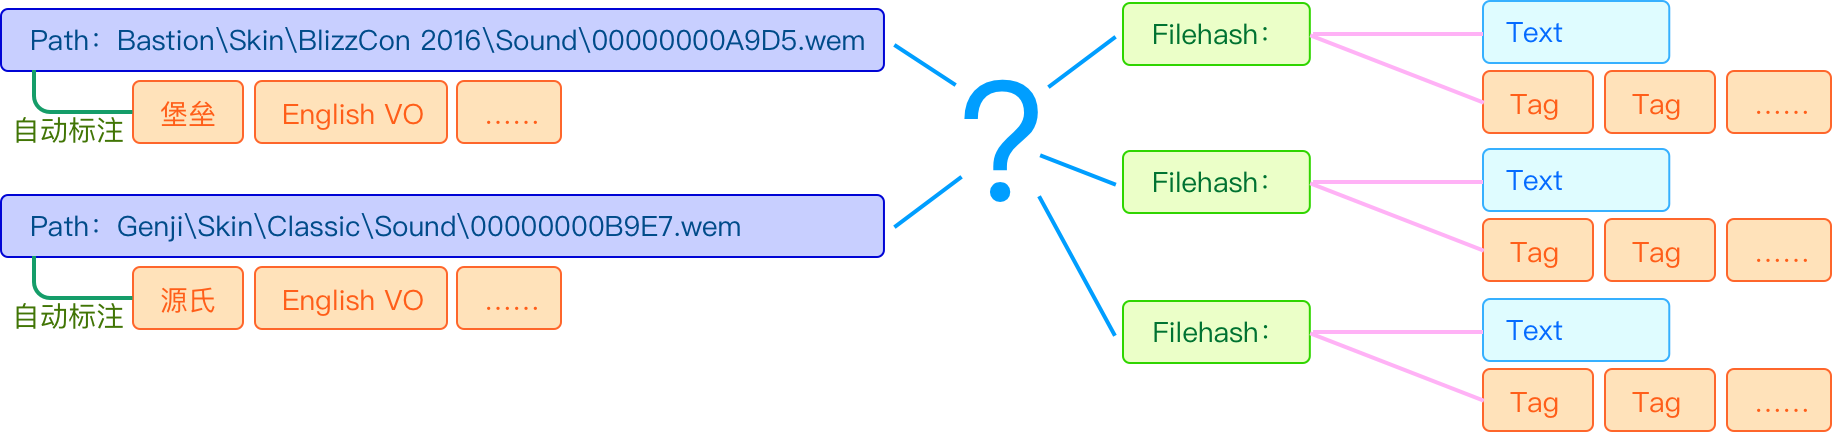 Path：Bastion\Skin\BlizzCon 2016\Sound\00000000A9D5.wem
自动标注
堡垒
English VO
……
Path：Genji\Skin\Classic\Sound\00000000B9E7.wem
自动标注
源氏
English VO
……
?
Filehash：
Text
Tag
Tag
……
Filehash：
Text
Tag
Tag
……
Filehash：
Text
Tag
Tag
……